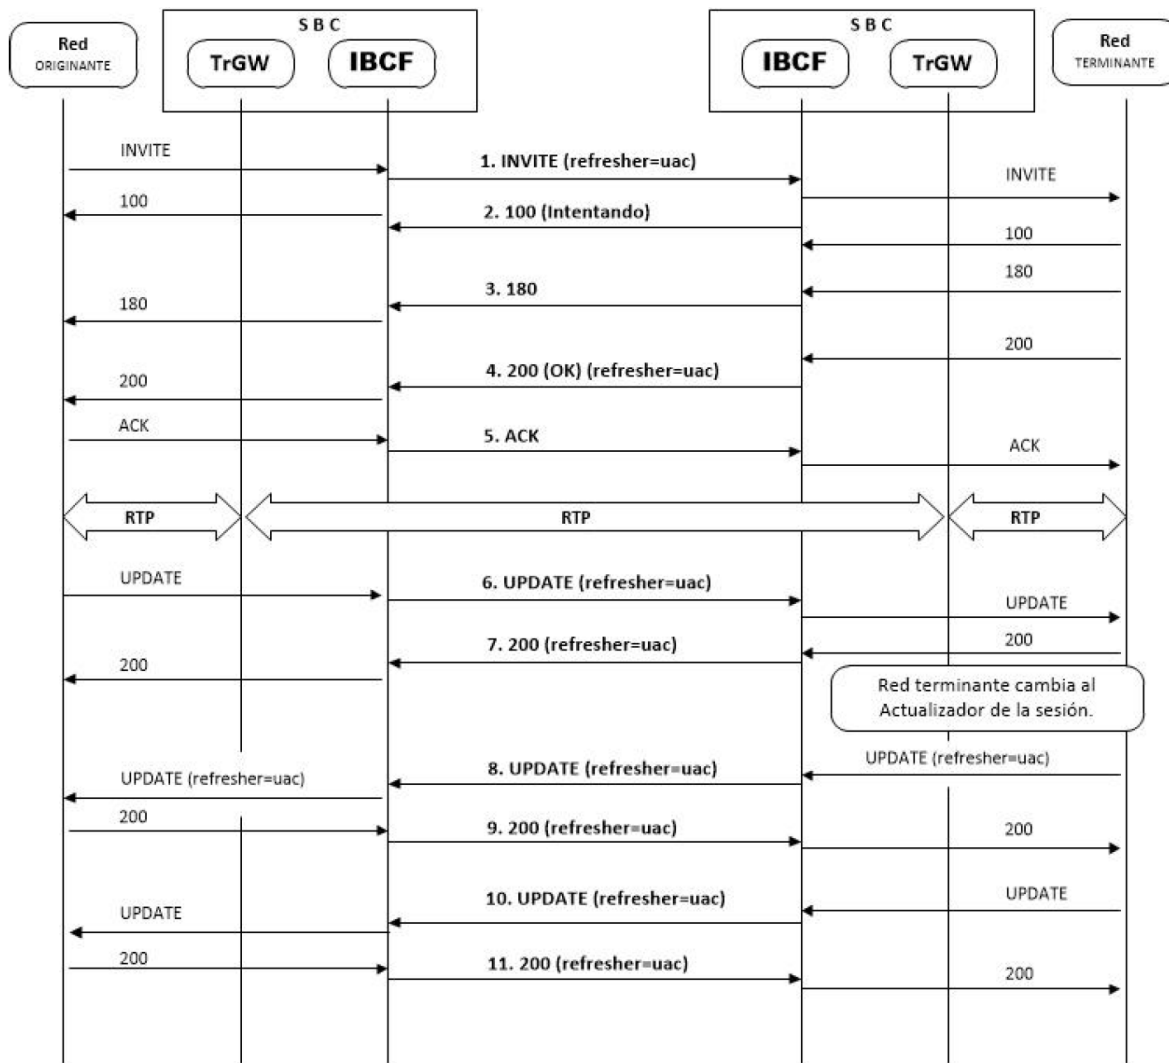 S B C
S B C
Red
ORIGINANTE
TrGW
IBCF
IBCF
TrGW
Red
TERMINANTE
INVITE
1. INVITE (refresher=uac)
INVITE
100
2. 100 (Intentando)
100
180
3. 180
180
200
4. 200 (OK) (refresher=uac)
200
ACK
5. ACK
ACK
RTP
RTP
RTP
UPDATE
6. UPDATE (refresher=uac)
UPDATE
200
7. 200 (refresher=uac)
200
Red terminante cambia al
Actualizador de la sesión.
UPDATE (refresher=uac)
8. UPDATE (refresher=uac)
UPDATE (refresher=uac)
200
9. 200 (refresher=uac)
200
10. UPDATE (refresher=uac)
UPDATE
UPDATE
200
11. 200 (refresher=uac)
200